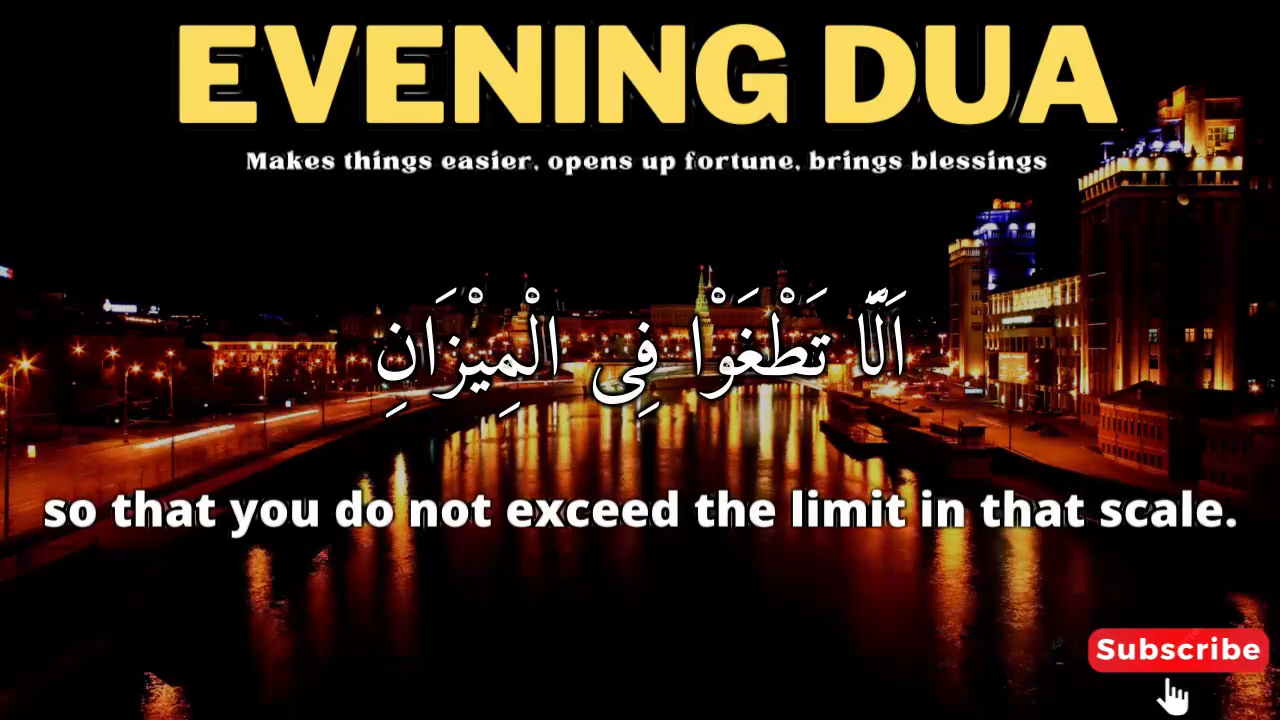 EVENING DUA
Makes things easier, opens up fortune, brings blessings
اَلَّا تَطْغَوْا فِى الْمِيْزَانِ
so that you do not exceed the limit in that scale.
Subscribe